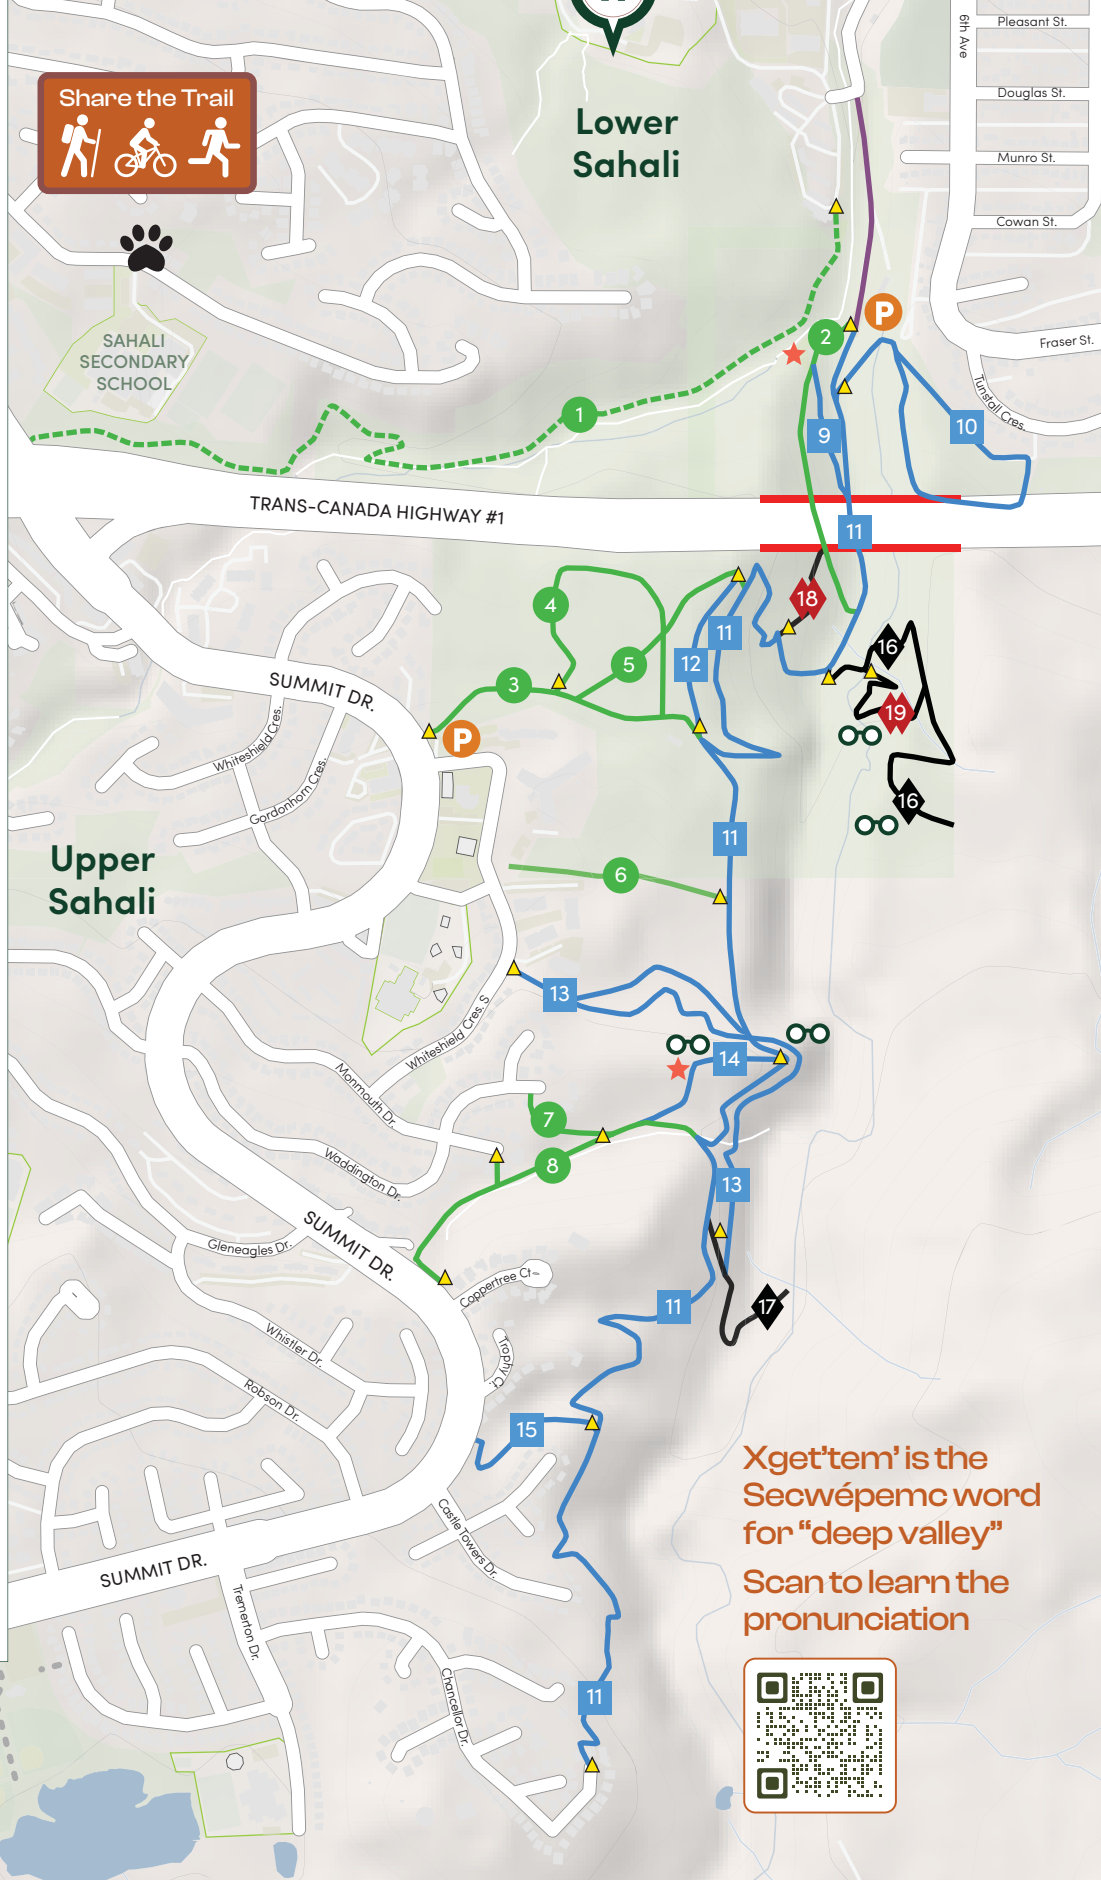 Pleasant St.
6th Ave
Share the Trail
Douglas St.
Lower
Sahali
Munro St.
Cowan St.
P
2
SAHALI
SECONDARY
SCHOOL
Fraser St.
Tunstall Cres.
1
9
10
TRANS-CANADA HIGHWAY #1
11
18
4
11
16
12
5
3
SUMMIT DR.
19
P
Whiteshield Cres.
Gordonhorn Cres.
16
11
Upper
Sahali
6
13
Whiteshield Cres. S
14
Monmouth Dr.
7
8
Waddington Dr.
13
SUMMIT DR.
Gleneagles Dr.
Coppertree Ct
11
17
Whistler Dr.
Trophy Ct.
Robson Dr.
15
Xget’tem’ is the
Secwépemc word
for “deep valley”
Castle Towers Dr.
SUMMIT DR.
Scan to learn the
pronunciation
Tremerton Dr.
Chancellor Dr.
11